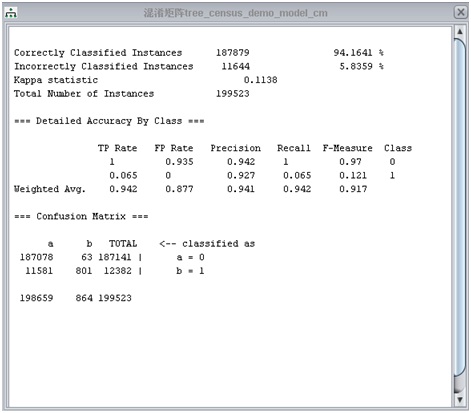 混淆矩阵tree_census_demo_model_cm
Correctly Classified Instances 187879 94.1641 %
Incorrectly Classified Instances 11644 5.8359 %
Kappa statistic 0.1138
Total Number of Instances 199523
=== Detailed Accuracy By Class ===
TP Rate FP Rate Precision Recall F-Measure Class
1 0.935 0.942 1 0.97 0
0.065 0 0.927 0.065 0.121 1
Weighted Avg. 0.942 0.877 0.941 0.942 0.917
=== Confusion Matrix ===
a b TOTAL <-- classified as
187078 63 187141 | a = 0
11581 801 12382 | b = 1
198659 864 199523